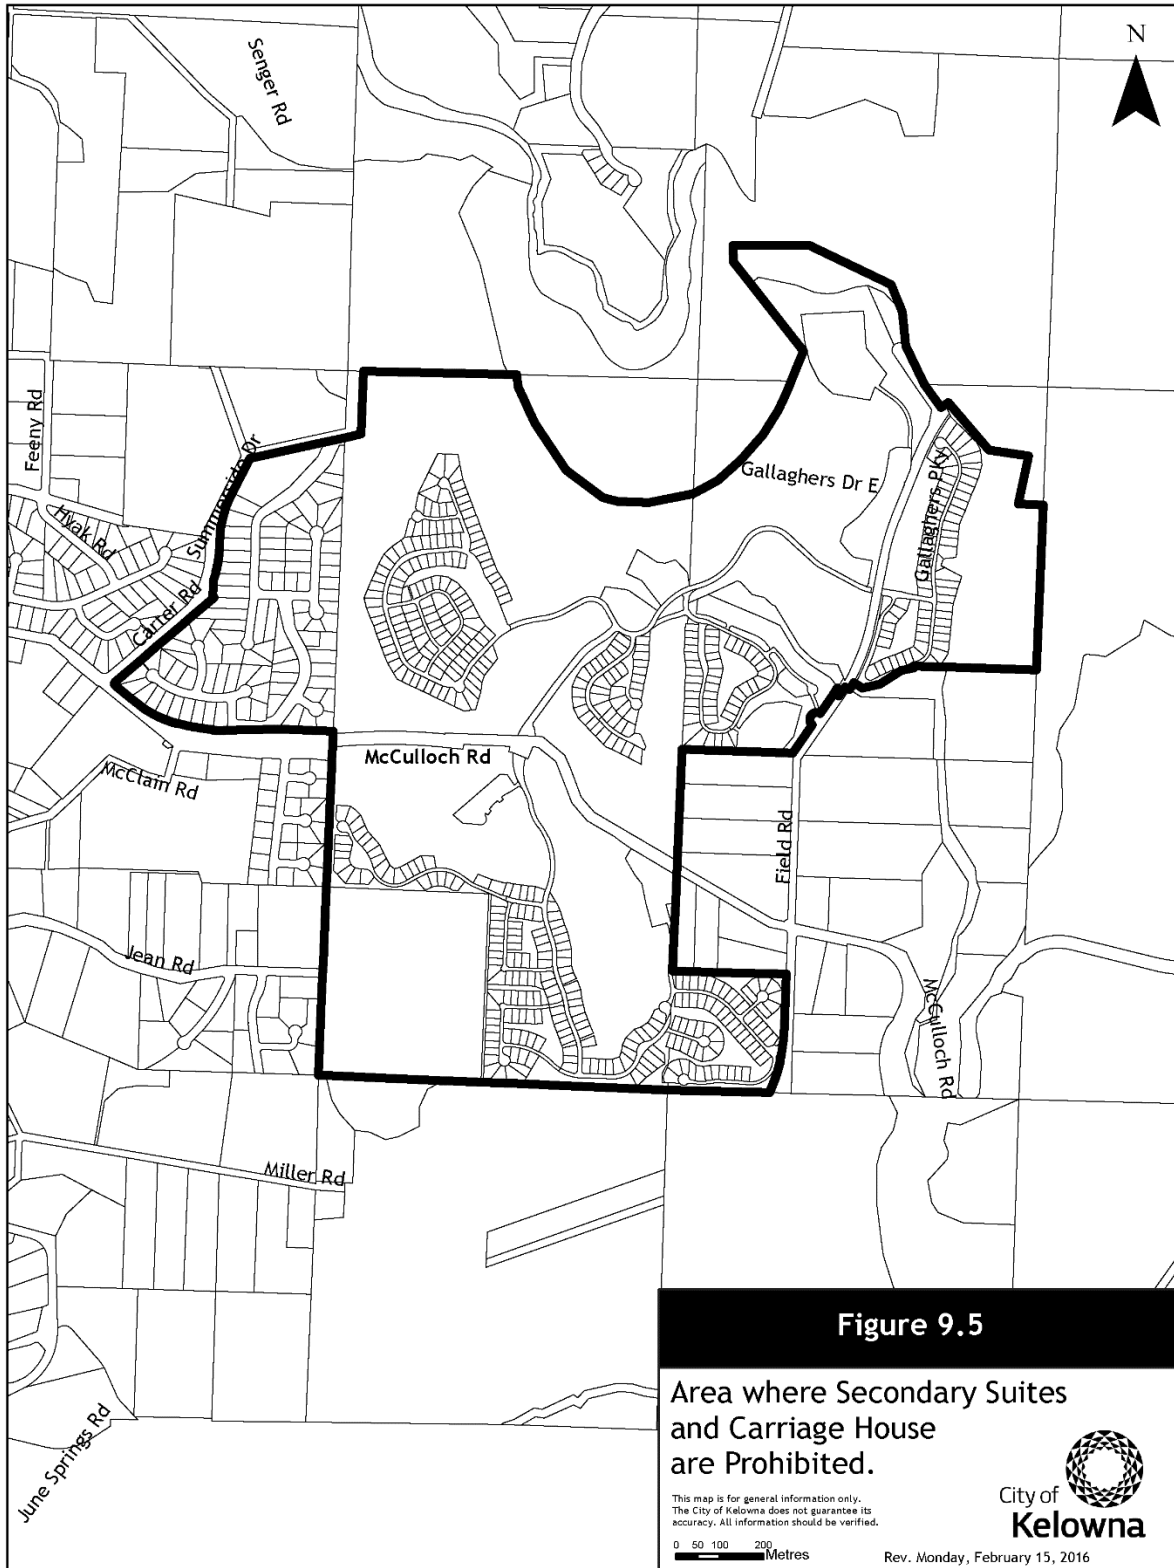 N
Senger Rd
Feeny Rd
Summerside Dr
Hyak Rd
Carter Rd
Gallaghers Dr E
Gallaghers Pky
McCulloch Rd
McClain Rd
Field Rd
Jean Rd
McCulloch Rd
Miller Rd
June Springs Rd
Figure 9.5
Area where Secondary Suites
and Carriage House
are Prohibited.
This map is for general information only.
The City of Kelowna does not guarantee its
accuracy. All information should be verified.
0 50 100 200
Metres
City of
Kelowna
Rev. Monday, February 15, 2016